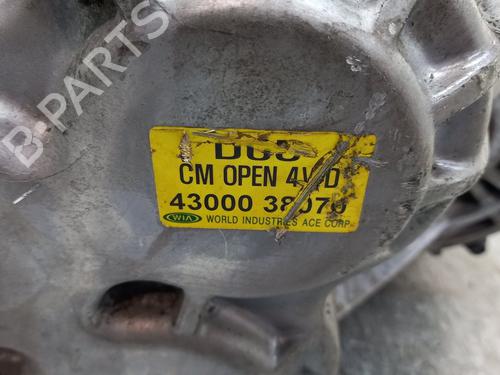 CM OPEN 4WD
43000 38070
WIA WORLD INDUSTRIES ACE CORP.
B-PARTS